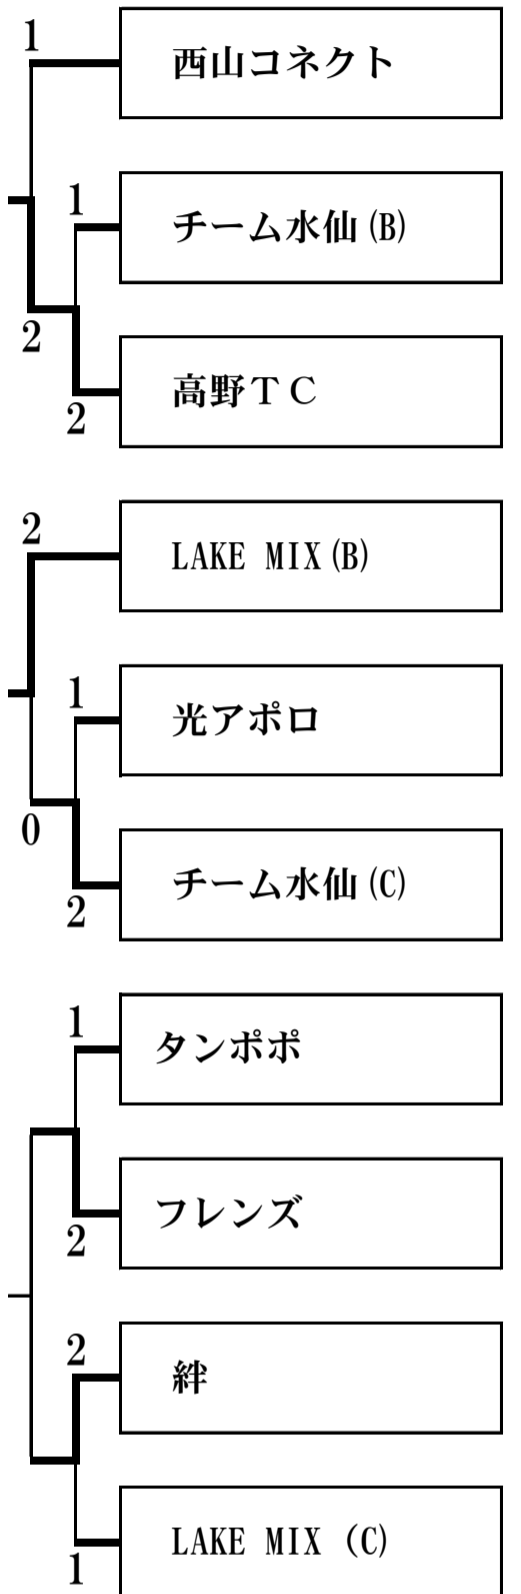 1
西山コネクト
1
チーム水仙(B)
2
高野ＴＣ
2
2
LAKE MIX(B)
1
光アポロ
0
チーム水仙(C)
2
1
タンポポ
フレンズ
2
2
絆
LAKE MIX (C)
1